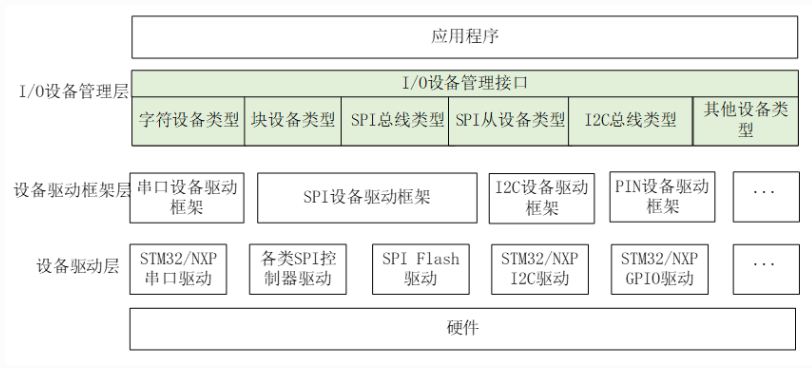 应用程序
I/O设备管理层
I/O设备管理接口
字符设备类型
块设备类型
SPI总线类型
SPI从设备类型
I2C总线类型
其他设备类
型
设备驱动框架层
串口设备驱动
框架
SPI设备驱动框架
I2C设备驱动
框架
PIN设备驱动
框架
...
设备驱动层
STM32/NXP
串口驱动
各类SPI控
制器驱动
SPI Flash
驱动
STM32/NXP
I2C驱动
STM32/NXP
GPIO驱动
...
硬件